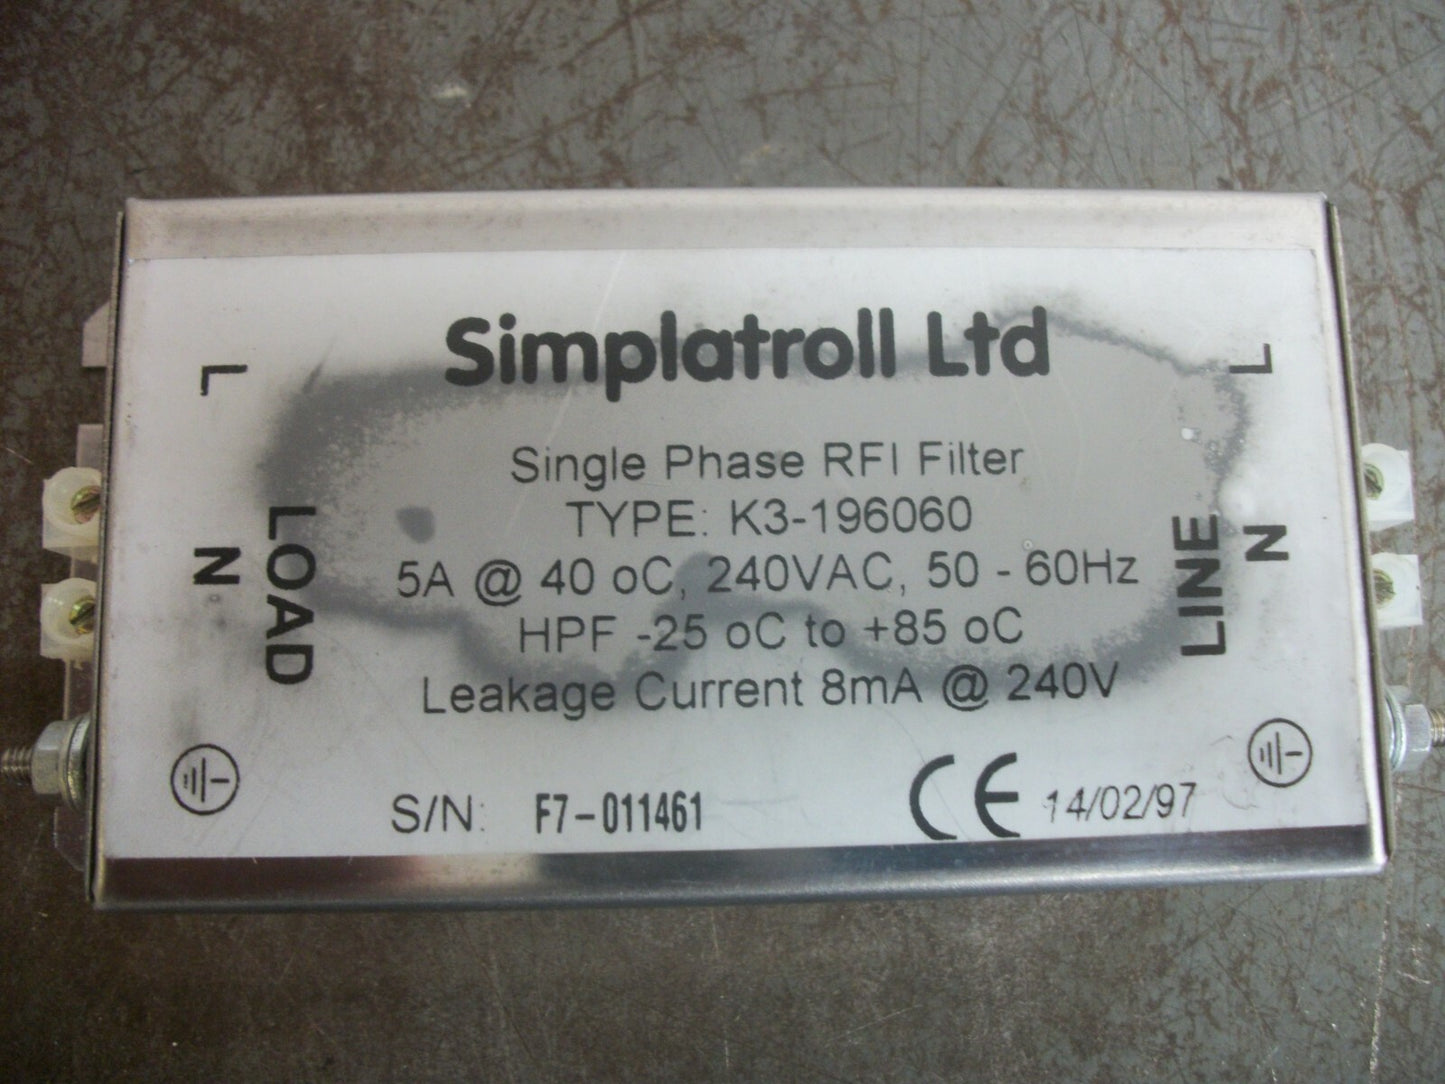 Simplatroll Ltd
Single Phase RFI Filter
TYPE: K3-196060
5A @ 40 oC, 240VAC, 50 - 60Hz
HPF -25 oC to +85 oC
Leakage Current 8mA @ 240V
S/N: F7-011461 CE 14/02/97
L
N
LOAD
L
N
LINE